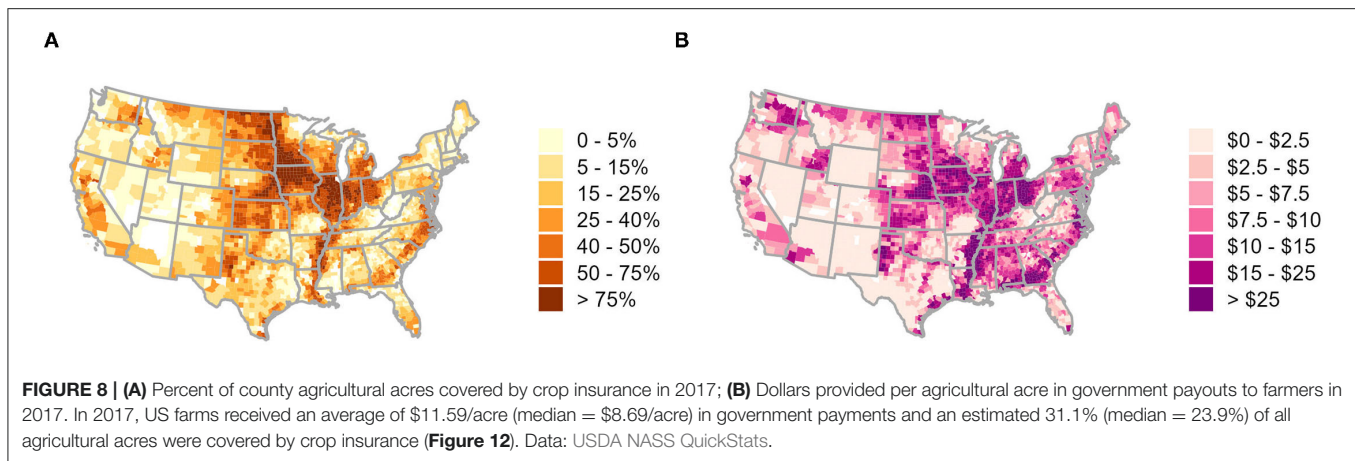 A
B
0 - 5%
5 - 15%
15 - 25%
25 - 40%
40 - 50%
50 - 75%
> 75%
$0 - $2.5
$2.5 - $5
$5 - $7.5
$7.5 - $10
$10 - $15
$15 - $25
> $25
FIGURE 8 | (A) Percent of county agricultural acres covered by crop insurance in 2017; (B) Dollars provided per agricultural acre in government payouts to farmers in
2017. In 2017, US farms received an average of $11.59/acre (median = $8.69/acre) in government payments and an estimated 31.1% (median = 23.9%) of all
agricultural acres were covered by crop insurance (Figure 12). Data: USDA NASS QuickStats.